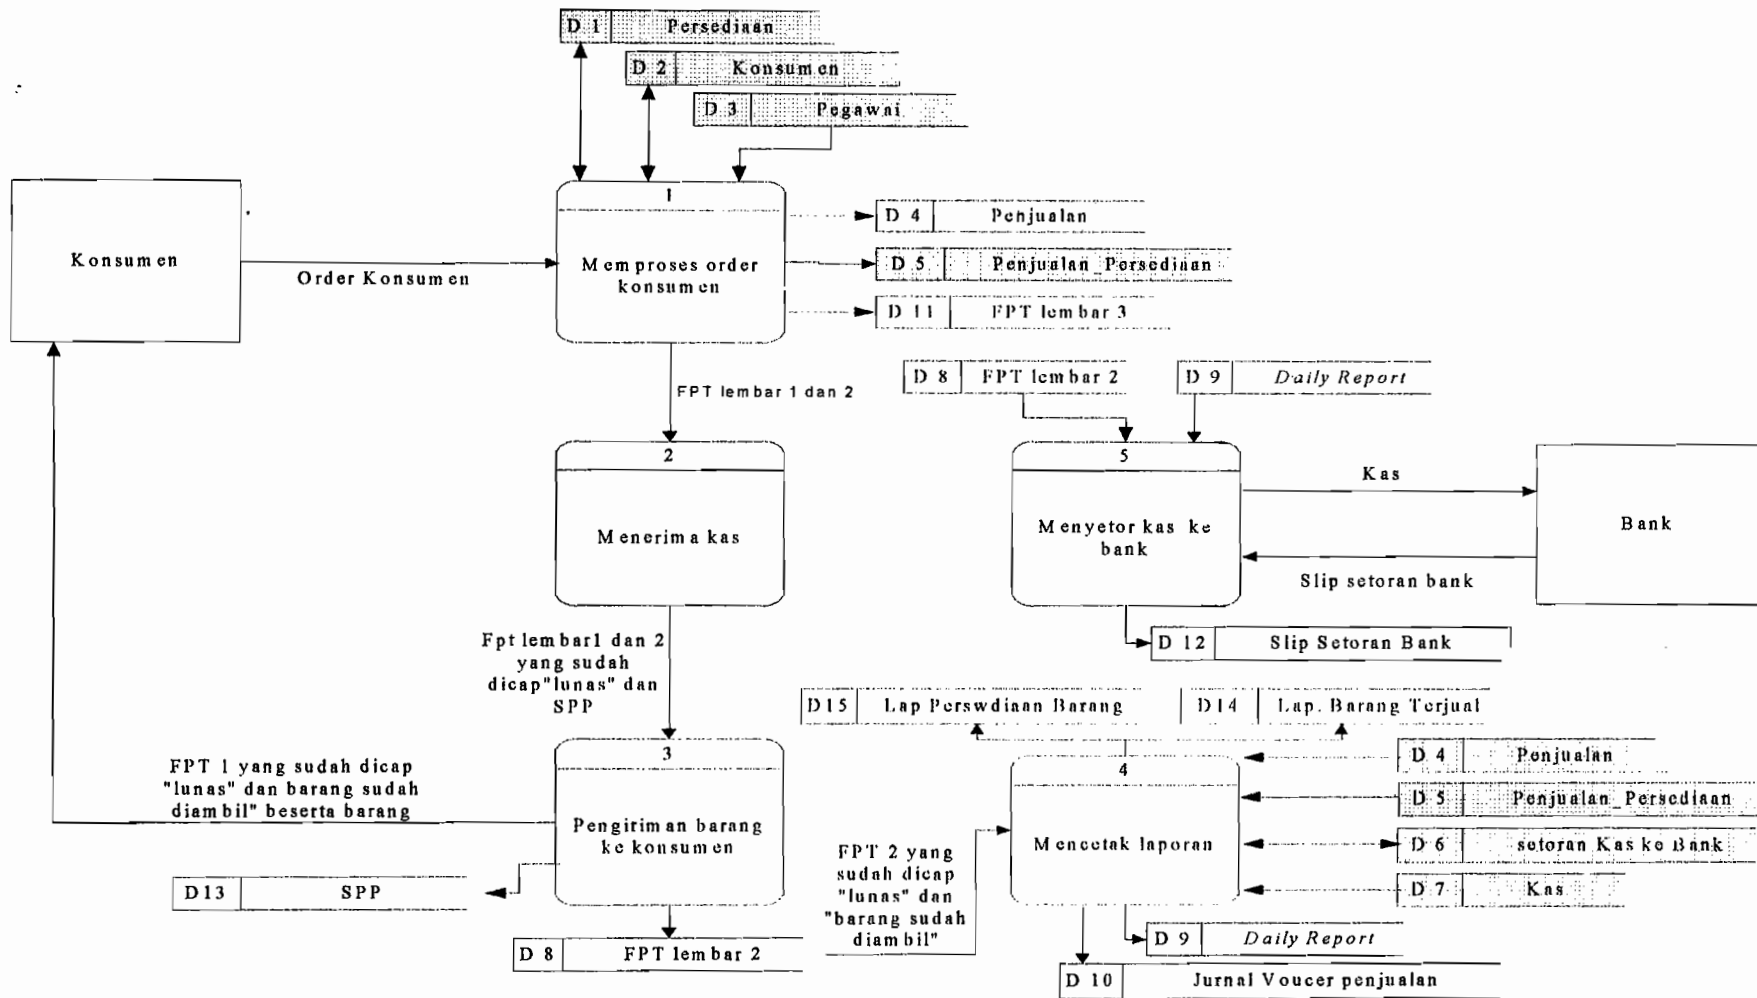 D 1 Persediaan
D 2 Konsumen
D 3 Pegawai
Konsumen
Order Konsumen
1
Memproses order
konsumen
D 4 Penjualan
D 5 Penjualan_Persediaan
D 11 FPT lembar 3
FPT lembar 1 dan 2
D 8 FPT lembar 2
D 9 Daily Report
2
Menerima kas
5
Menyetor kas ke
bank
Kas
Slip setoran bank
Bank
D 12 Slip Setoran Bank
Fpt lembar1 dan 2
yang sudah
dicap"lunas" dan
SPP
D15 Lap Perswdiaan Barang
D14 Lap. Barang Terjual
3
Pengiriman barang
ke konsumen
FPT 1 yang sudah dicap
"lunas" dan barang sudah
diambil" beserta barang
D13 SPP
D 8 FPT lembar 2
FPT 2 yang
sudah dicap
"lunas" dan
"barang sudah
diambil"
4
Mencetak laporan
D 4 Penjualan
D 5 Penjualan_Persediaan
D 6 setoran Kas ke Bank
D 7 Kas
D 9 Daily Report
D 10 Jurnal Voucer penjualan